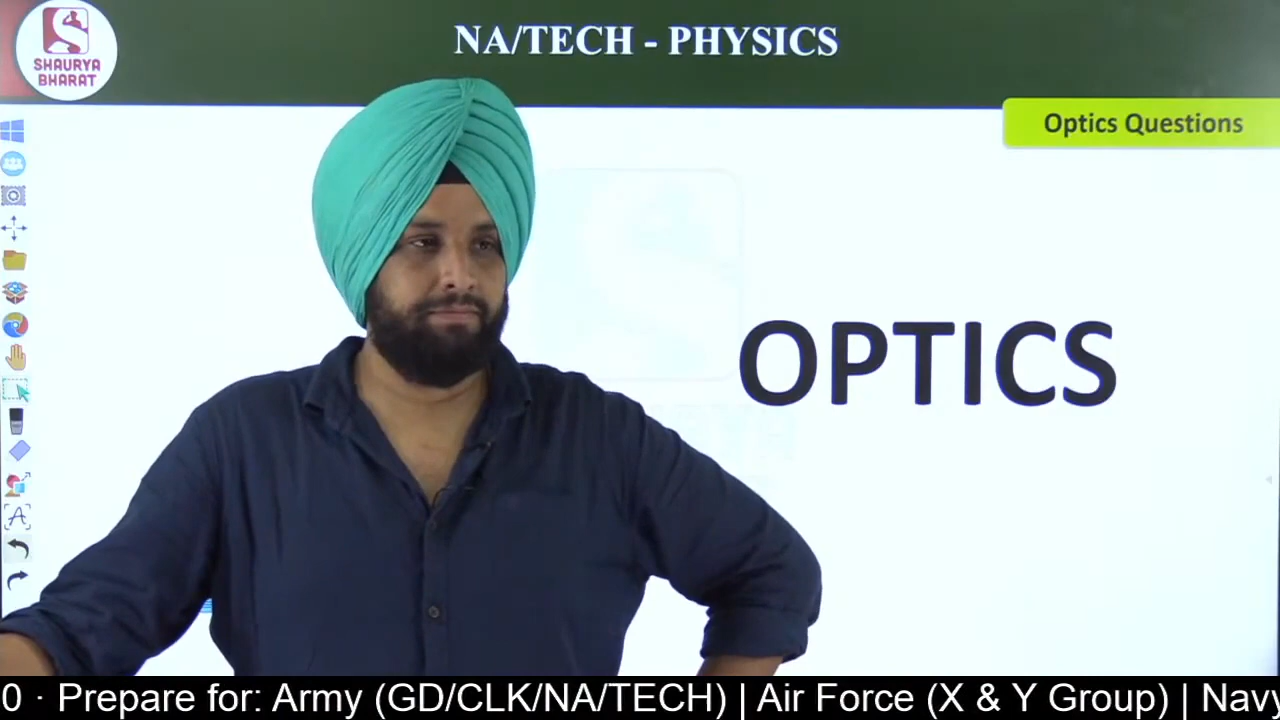 SHAURYA
BHARAT
NA/TECH - PHYSICS
Optics Questions
OPTICS
0 · Prepare for: Army (GD/CLK/NA/TECH) | Air Force (X & Y Group) | Navy